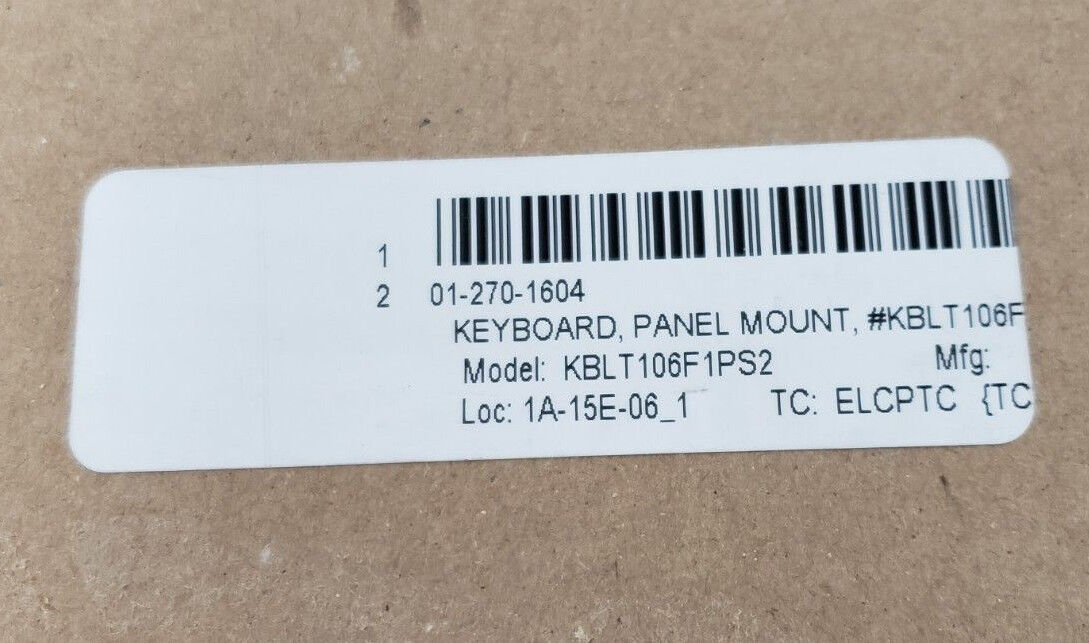 1
2 01-270-1604
KEYBOARD, PANEL MOUNT, #KBLT106F
Model: KBLT106F1PS2 Mfg:
Loc: 1A-15E-06_1 TC: ELCPTC {TC